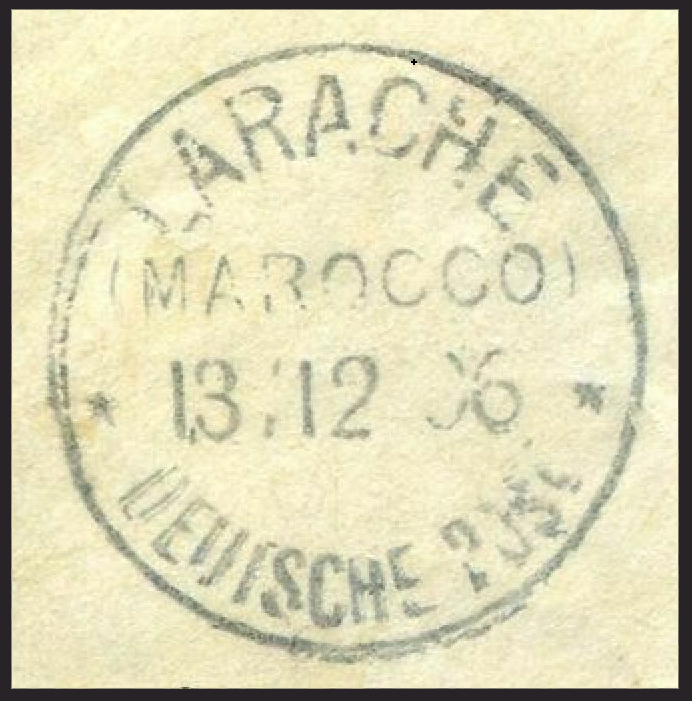 LARACHE
(MAROCCO)
13/12 06
* DEUTSCHE POST *